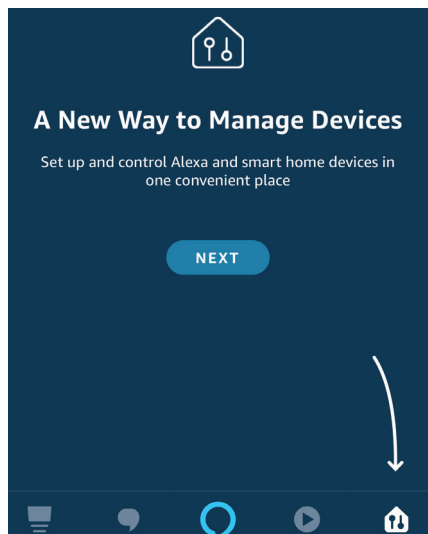 A New Way to Manage Devices
Set up and control Alexa and smart home devices in
one convenient place
NEXT